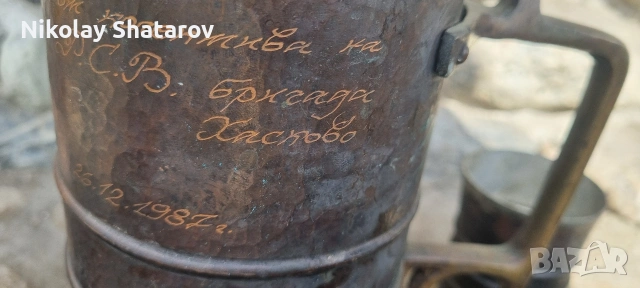 Nikolay Shatarov
колектива на
С.В. бригада
Хасково
26.12.1987г.
BAZAR